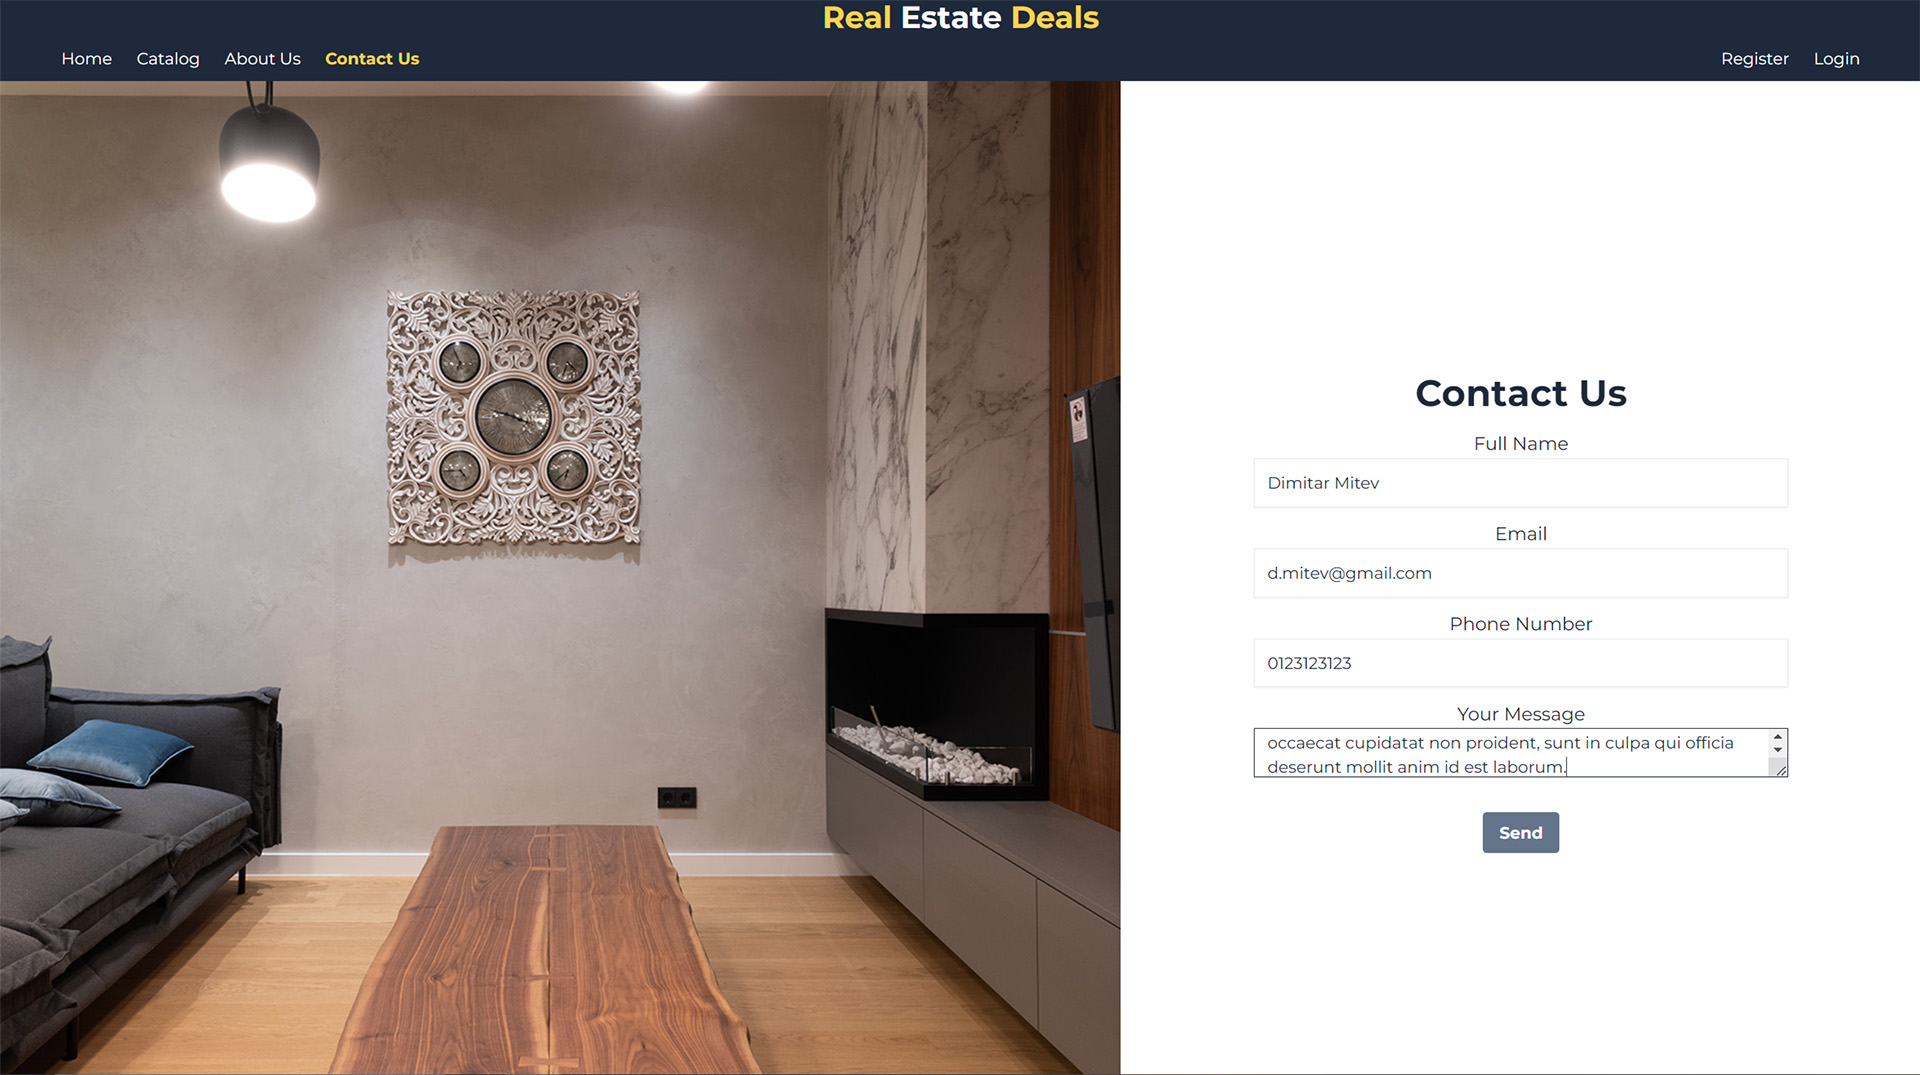 Real Estate Deals
Home Catalog About Us Contact Us Register Login
Contact Us
Full Name
Dimitar Mitev
Email
d.mitev@gmail.com
Phone Number
0123123123
Your Message
occaecat cupidatat non proident, sunt in culpa qui officia
deserunt mollit anim id est laborum.
Send